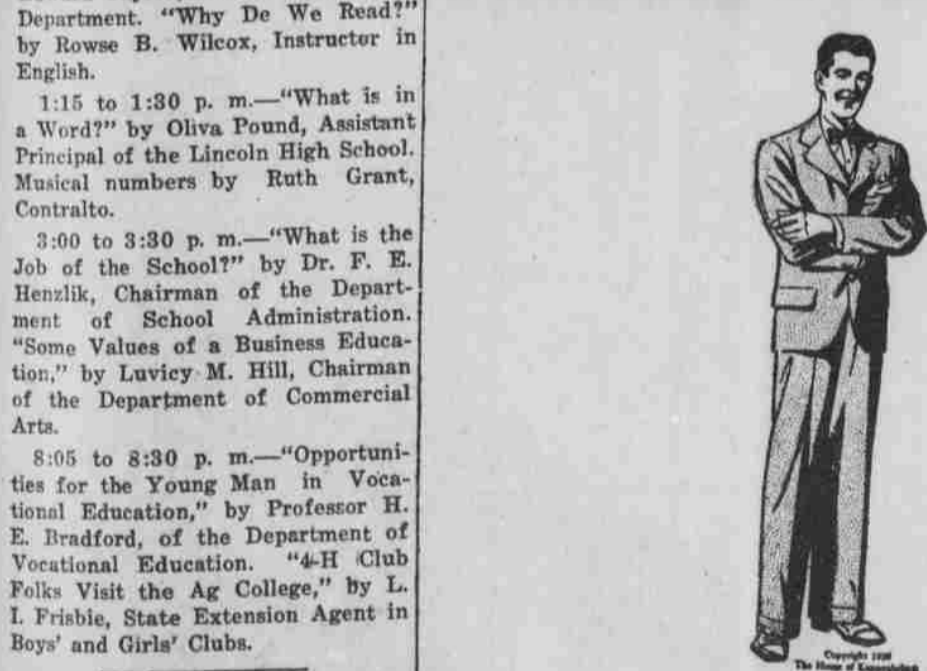 Department. "Why De We Read?"
by Rowse B. Wilcox, Instructor in
English.
1:15 to 1:30 p. m.—"What is in
a Word?" by Oliva Pound, Assistant
Principal of the Lincoln High School.
Musical numbers by Ruth Grant,
Contralto.
3:00 to 3:30 p. m.—"What is the
Job of the School?" by Dr. F. E.
Henzlik, Chairman of the Depart-
ment of School Administration.
"Some Values of a Business Educa-
tion," by Luvicy M. Hill, Chairman
of the Department of Commercial
Arts.
8:05 to 8:30 p. m.—"Opportuni-
ties for the Young Man in Voca-
tional Education," by Professor H.
E. Bradford, of the Department of
Vocational Education. "4-H Club
Folks Visit the Ag College," by L.
I. Frisbie, State Extension Agent in
Boys' and Girls' Clubs.
Copyright
The